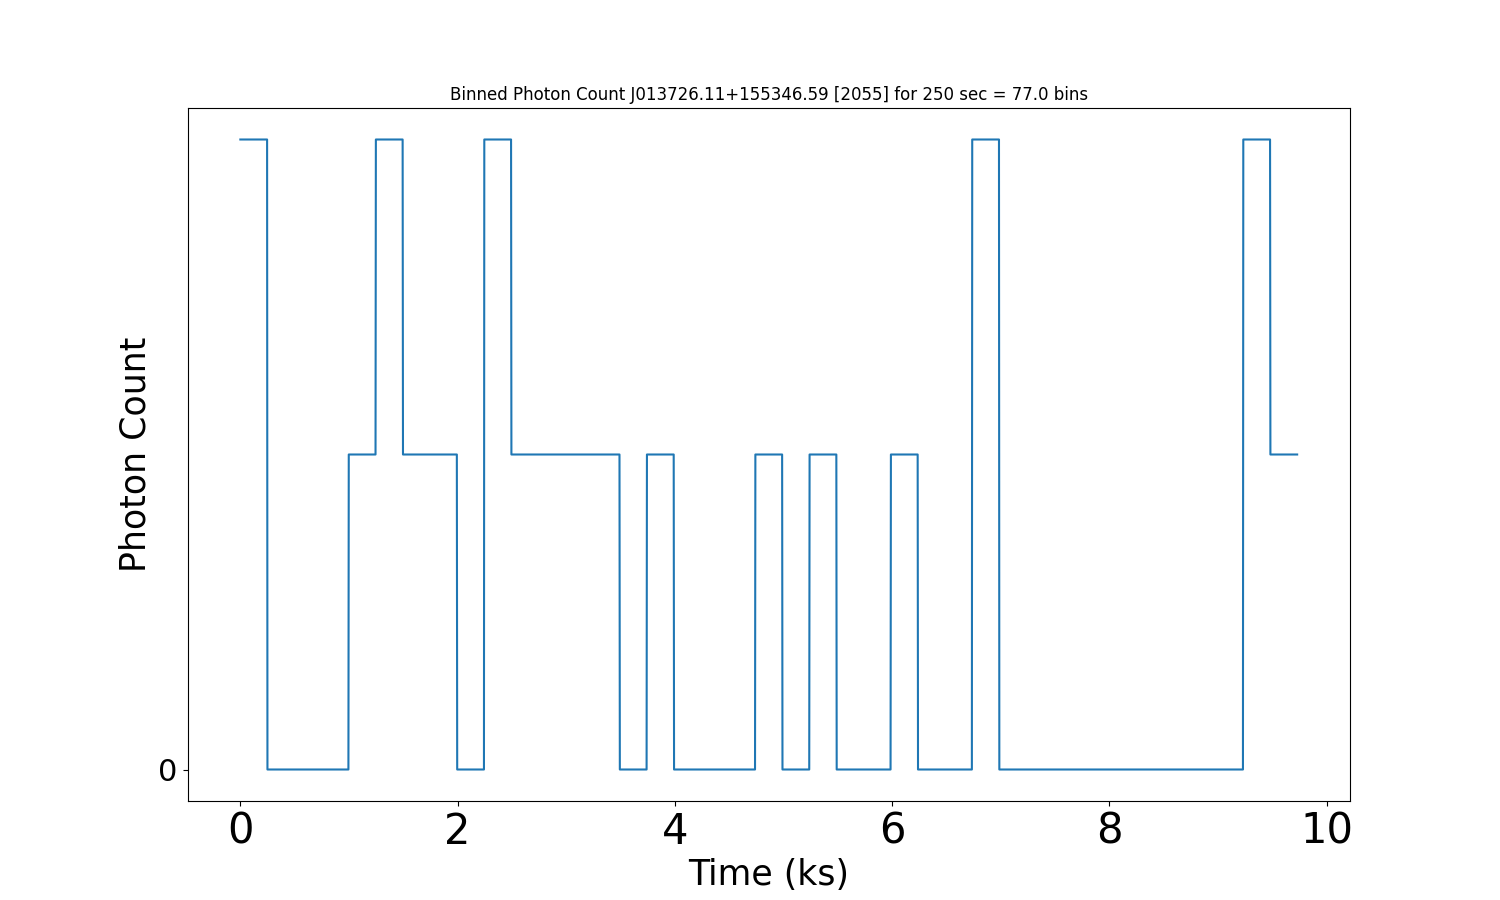 Binned Photon Count J013726.11+155346.59 [2055] for 250 sec = 77.0 bins
Photon Count
0
0 2 4 6 8 10
Time (ks)